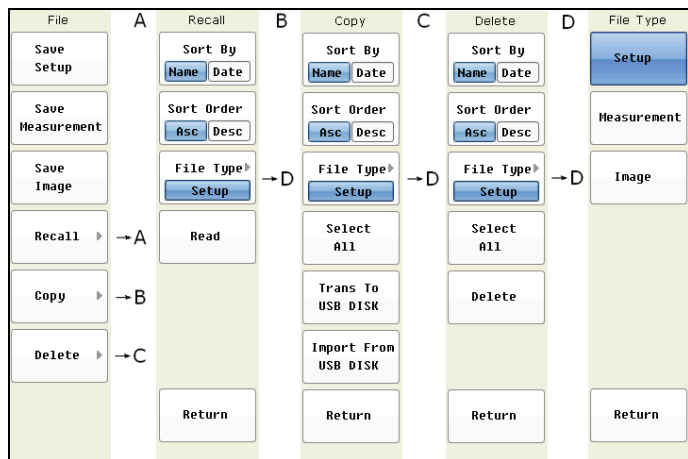 File
Save
Setup
Save
Measurement
Save
Image
Recall
→A
Copy
→B
Delete
→C
A
Recall
Sort By
Name Date
Sort Order
Asc Desc
File Type
Setup
→D
Read
Return
B
Copy
Sort By
Name Date
Sort Order
Asc Desc
File Type
Setup
→D
Select
All
Trans To
USB DISK
Import From
USB DISK
Return
C
Delete
Sort By
Name Date
Sort Order
Asc Desc
File Type
Setup
→D
Select
All
Delete
Return
D
File Type
Setup
Measurement
Image
Return